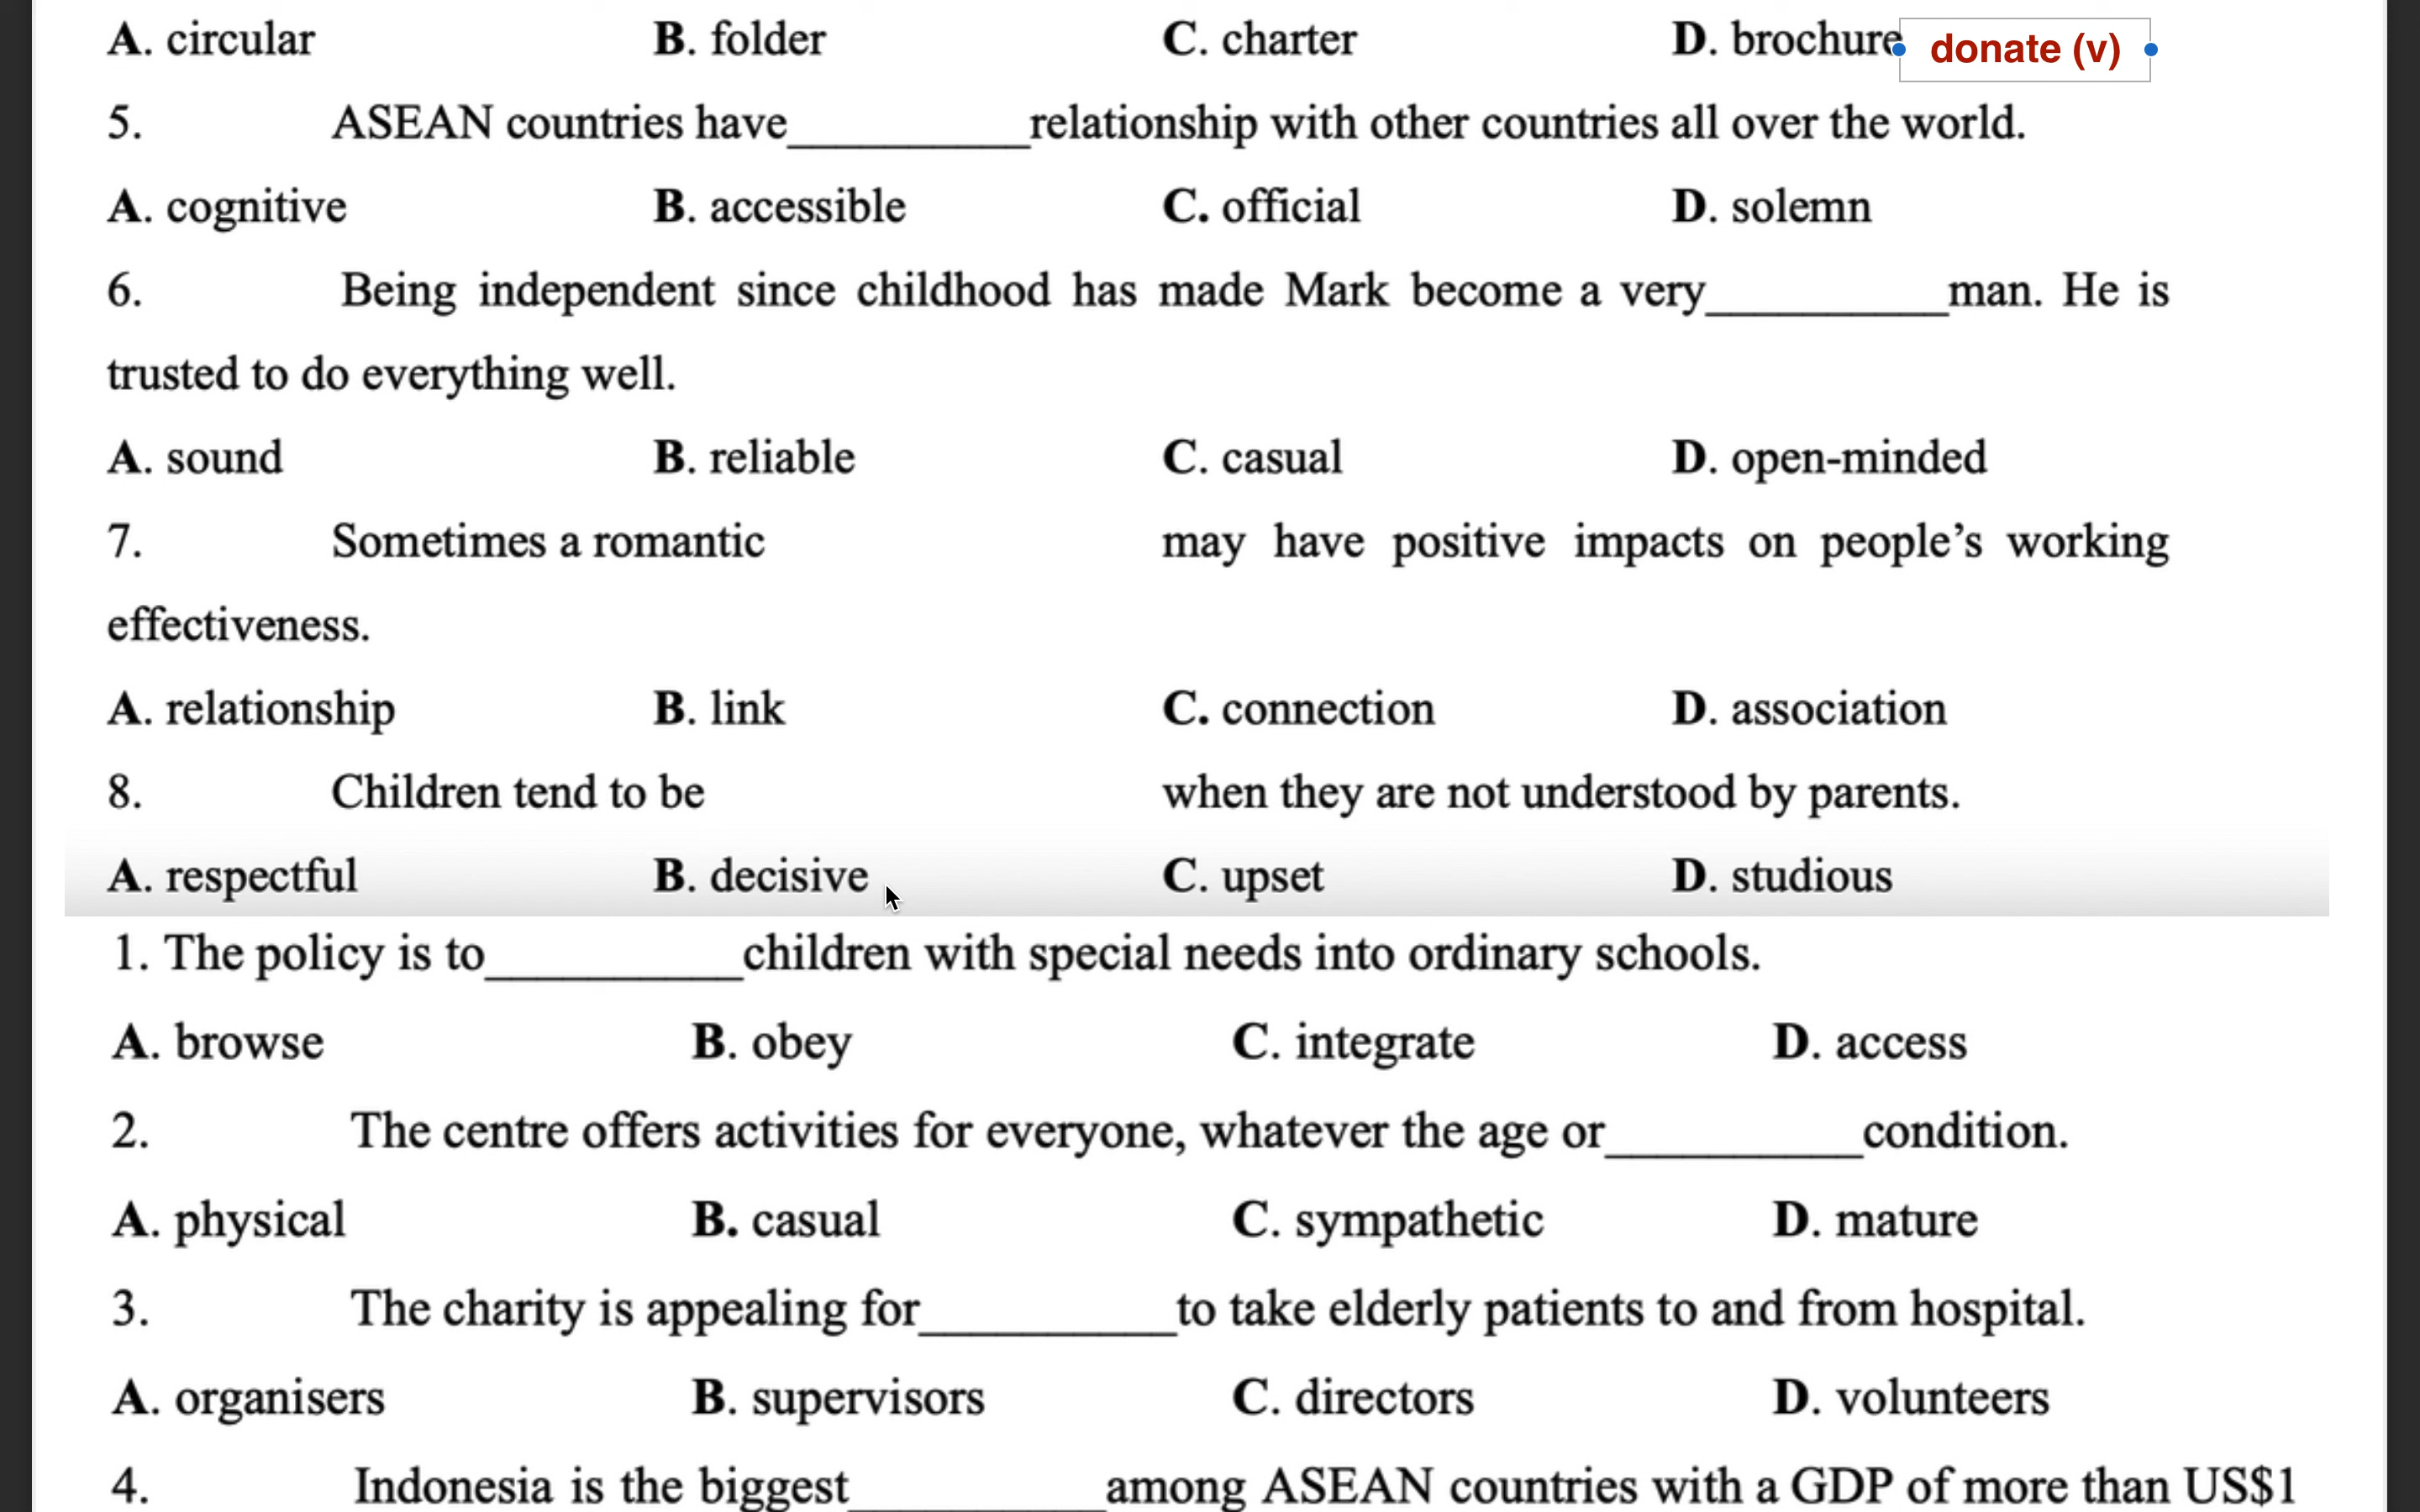 A. circular B. folder C. charter D. brochure donate (v)
5. ASEAN countries have__________relationship with other countries all over the world.
A. cognitive B. accessible C. official D. solemn
6. Being independent since childhood has made Mark become a very__________man. He is
trusted to do everything well.
A. sound B. reliable C. casual D. open-minded
7. Sometimes a romantic may have positive impacts on people’s working
effectiveness.
A. relationship B. link C. connection D. association
8. Children tend to be when they are not understood by parents.
A. respectful B. decisive C. upset D. studious
1. The policy is to__________children with special needs into ordinary schools.
A. browse B. obey C. integrate D. access
2. The centre offers activities for everyone, whatever the age or__________condition.
A. physical B. casual C. sympathetic D. mature
3. The charity is appealing for__________to take elderly patients to and from hospital.
A. organisers B. supervisors C. directors D. volunteers
4. Indonesia is the biggest__________among ASEAN countries with a GDP of more than US$1